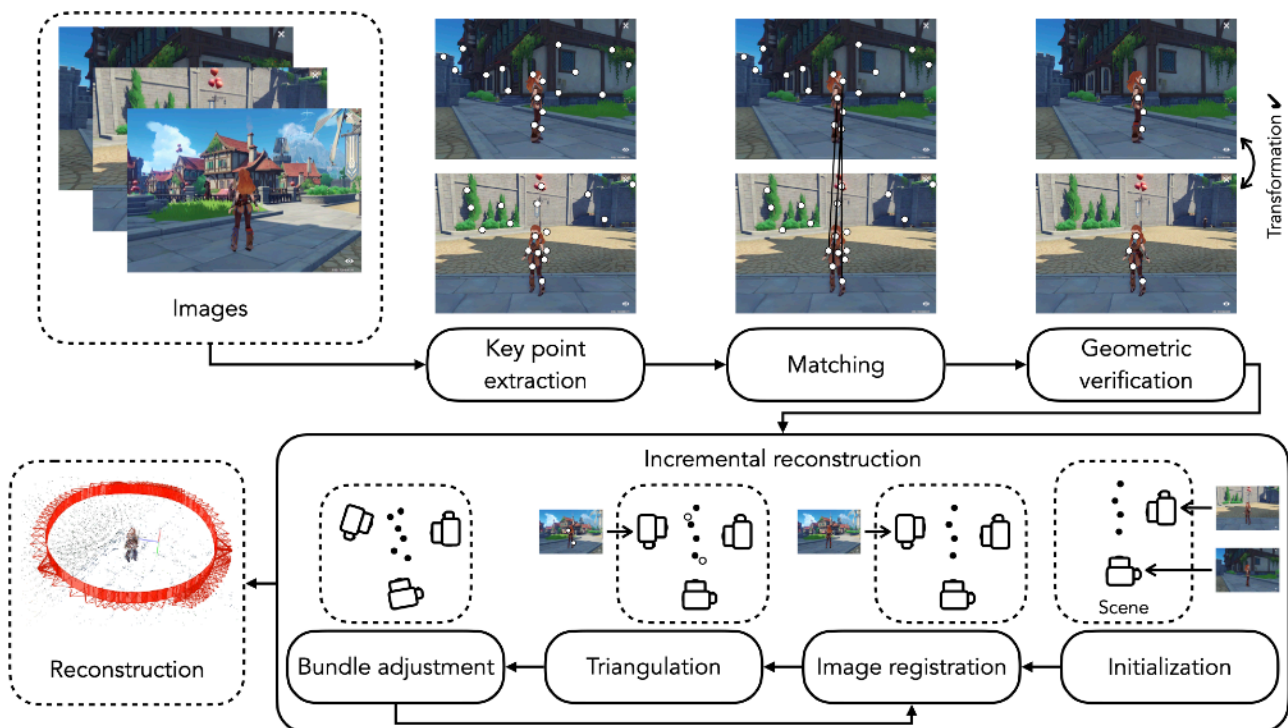 Images
Key point
extraction
Matching
Geometric
verification
Transformation ✔
Incremental reconstruction
Scene
Reconstruction
Bundle adjustment
Triangulation
Image registration
Initialization